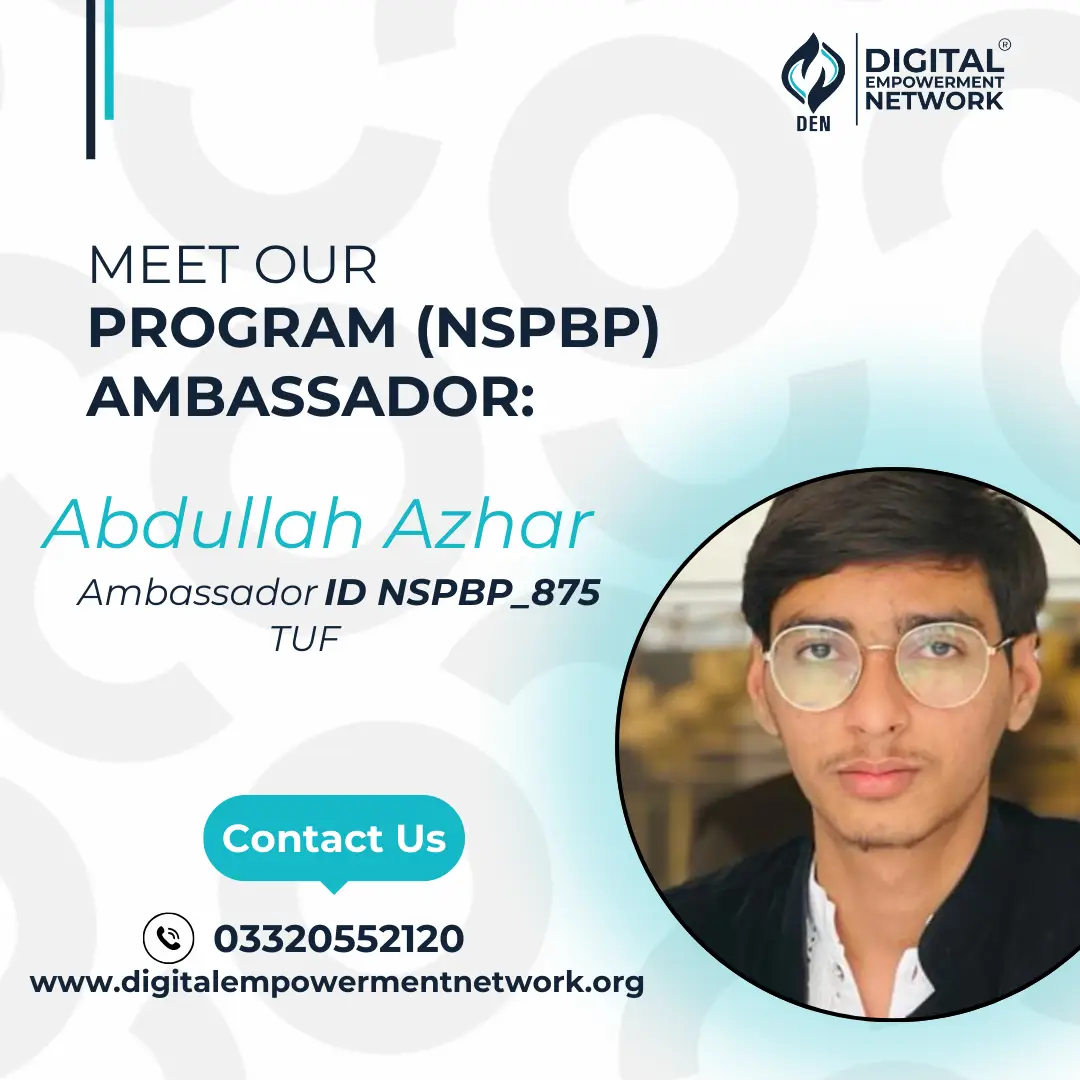 DIGITAL®
EMPOWERMENT
NETWORK
DEN
MEET OUR
PROGRAM (NSPBP)
AMBASSADOR:
Abdullah Azhar
Ambassador ID NSPBP_875
TUF
Contact Us
03320552120
www.digitalempowermentnetwork.org